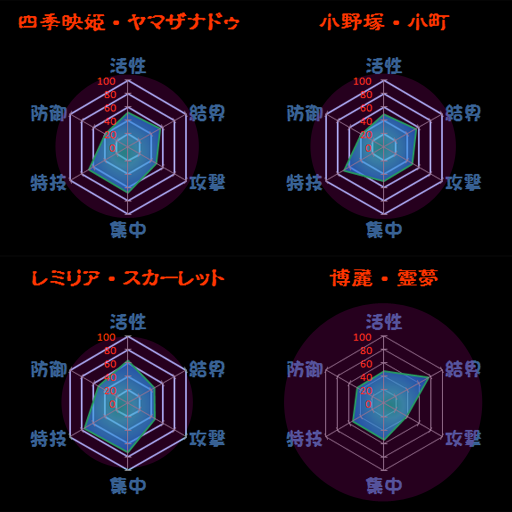 四季映姫・ヤマザナドゥ
活性
100
80
60
40
20
0
防御
結界
特技
攻撃
集中
小野塚・小町
活性
100
80
60
40
20
0
防御
結界
特技
攻撃
集中
レミリア・スカーレット
活性
100
80
60
40
20
0
防御
結界
特技
攻撃
集中
博麗・霊夢
活性
100
80
60
40
20
0
防御
結界
特技
攻撃
集中